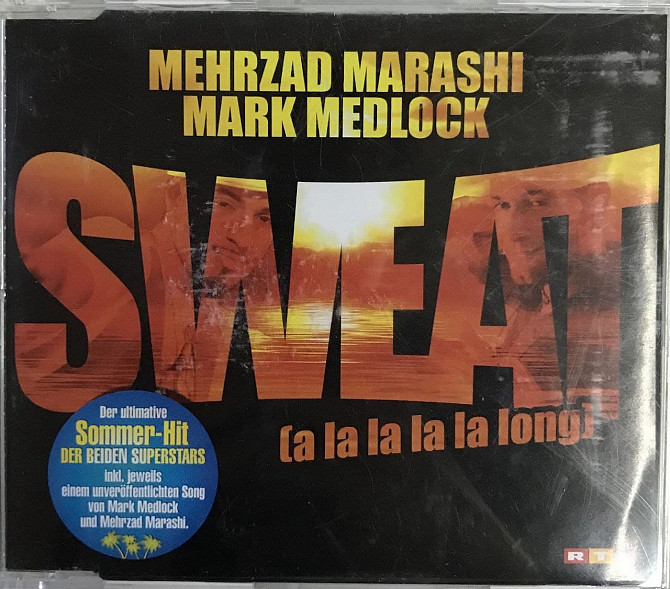 MEHRZAD MARASHI
MARK MEDLOCK
SWEAT
(a la la la la long)
Der ultimative
Sommer-Hit
DER BEIDEN SUPERSTARS
inkl. jeweils
einem unveröffentlichten Song
von Mark Medlock
und Mehrzad Marashi.